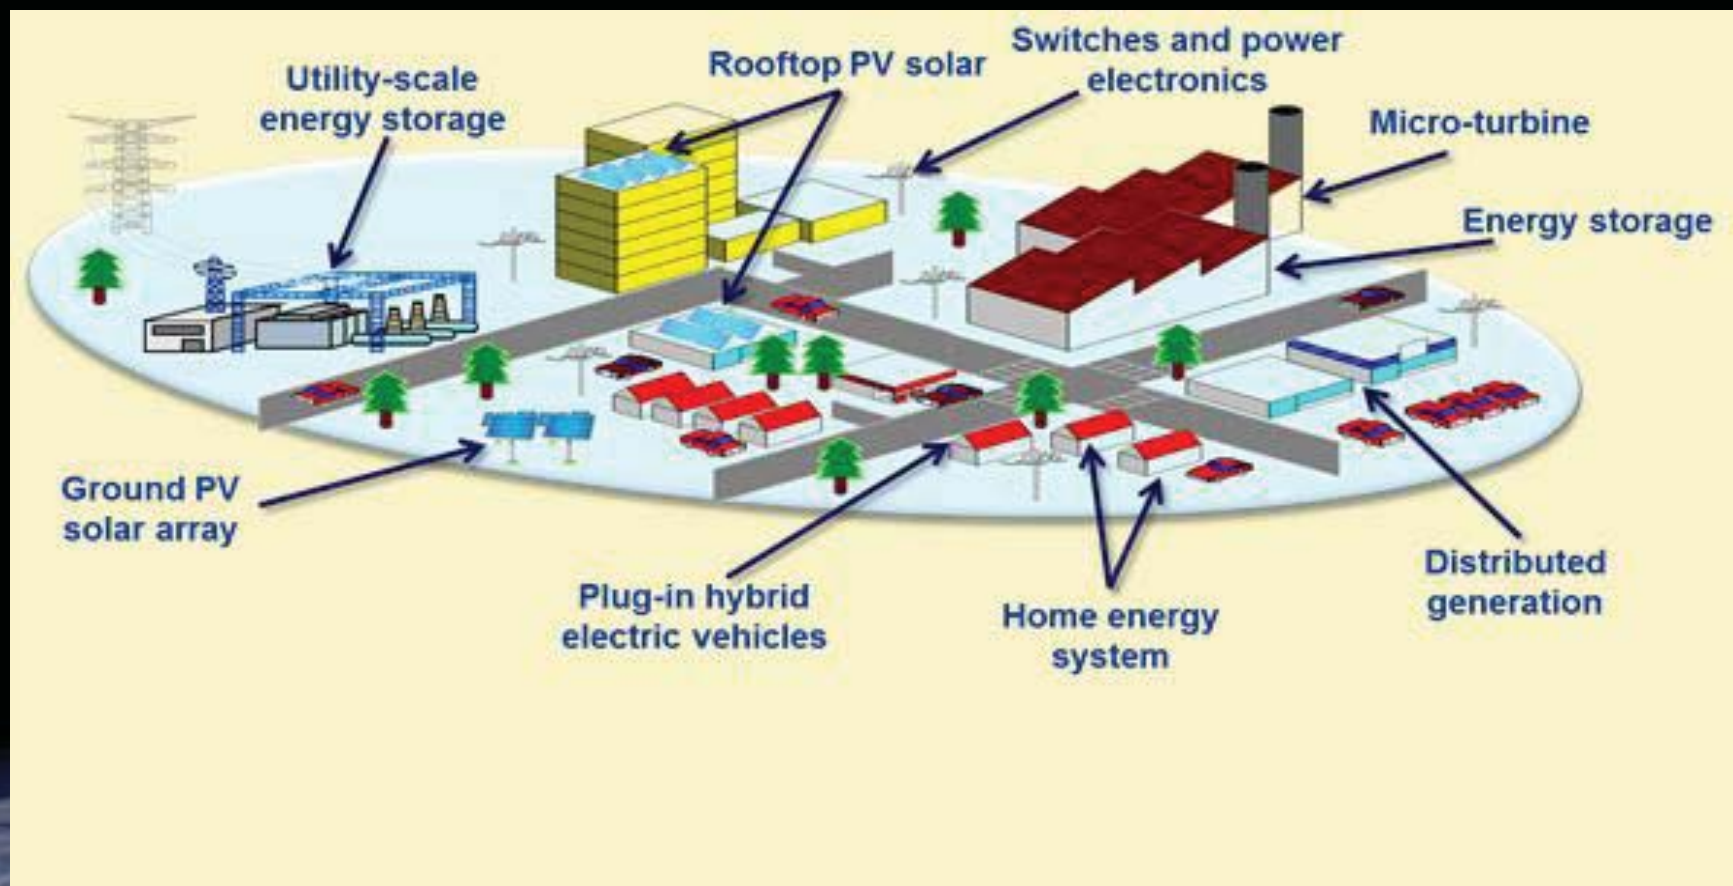 Utility-scale
energy storage
Rooftop PV solar
Switches and power
electronics
Micro-turbine
Energy storage
Ground PV
solar array
Plug-in hybrid
electric vehicles
Home energy
system
Distributed
generation